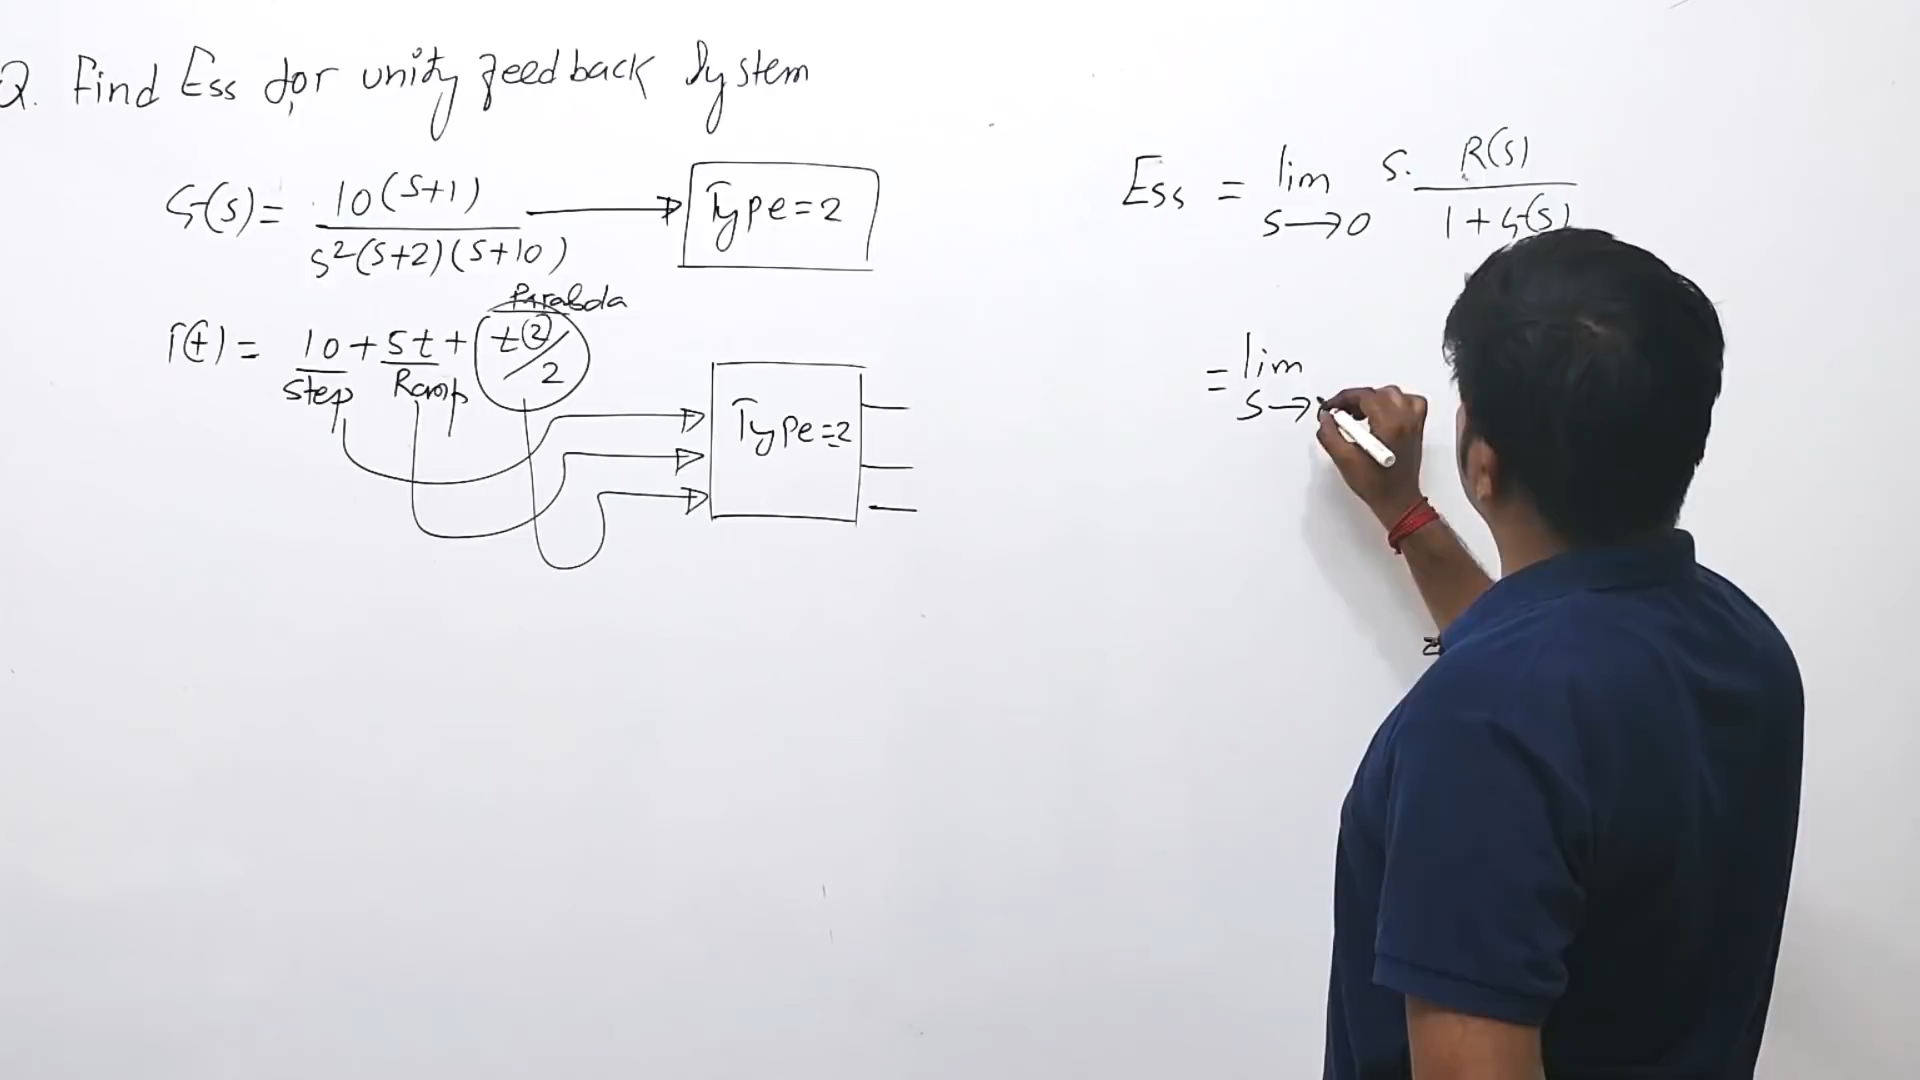 Q. Find Ess for unity feedback System
G(s) = 10(S+1) / S²(S+2)(S+10) → Type = 2
r(t) = 10 + 5t + t²/2
Parabola
Step Ramp
Type = 2
Ess = lim S→0 S. R(S) / 1 + G(S)
= lim S→